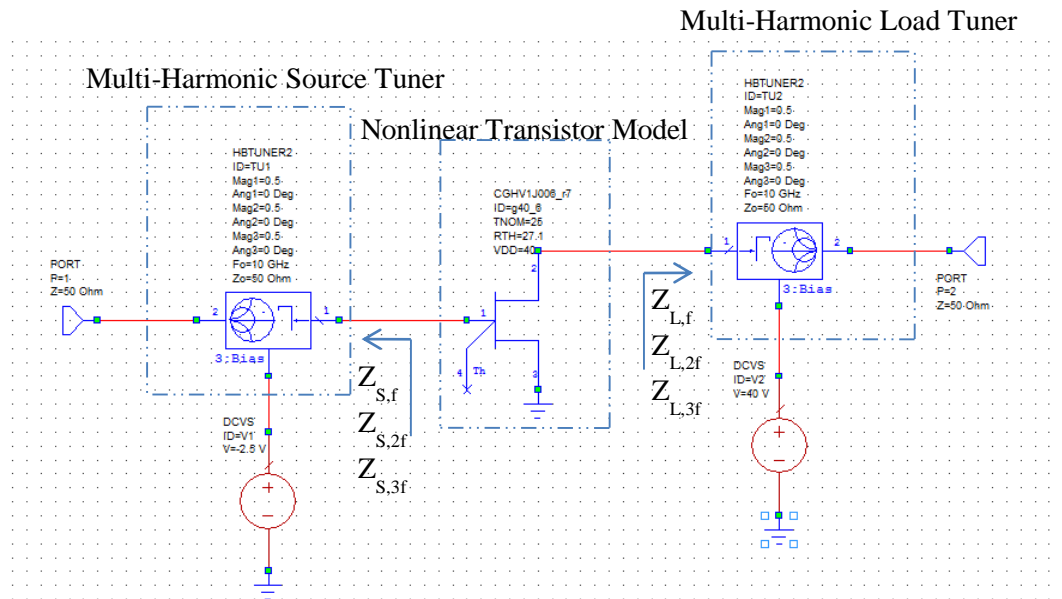 Multi-Harmonic Load Tuner
Multi-Harmonic Source Tuner
Nonlinear Transistor Model
HBTUNER2
ID=TU1
Mag1=0.5
Ang1=0 Deg
Mag2=0.5
Ang2=0 Deg
Mag3=0.5
Ang3=0 Deg
Fo=10 GHz
Zo=50 Ohm
PORT
P=1
Z=50 Ohm
2
1
3:Bias
DCVS
ID=V1
V=-2.5 V
Z S,f
Z S,2f
Z S,3f
CGHV1J006_r7
ID=g40_6
TNOM=25
RTH=27.1
VDD=40
2
1
3
4 Th
Z L,f
Z L,2f
Z L,3f
HBTUNER2
ID=TU2
Mag1=0.5
Ang1=0 Deg
Mag2=0.5
Ang2=0 Deg
Mag3=0.5
Ang3=0 Deg
Fo=10 GHz
Zo=50 Ohm
1
2
3:Bias
PORT
P=2
Z=50 Ohm
DCVS
ID=V2
V=40 V